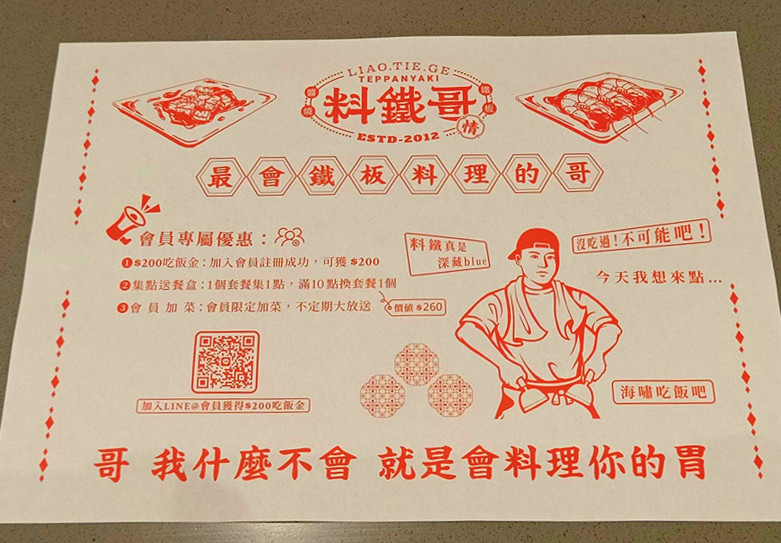 LIAO.TIE.GE
TEPPANYAKI
料鐵哥
情
ESTD-2012
最會鐵板料理的哥
會員專屬優惠：
1 $200吃飯金：加入會員註冊成功，可獲 $200
2 集點送餐盒：1個套餐集1點，滿10點換套餐1個
3 會員加菜：會員限定加菜，不定期大放送
價值 $260
加入LINE@會員獲得$200吃飯金
料鐵真是
深藏blue
沒吃過！不可能吧！
今天我想來點...
海嘯吃飯吧
哥 我什麼不會 就是會料理你的胃